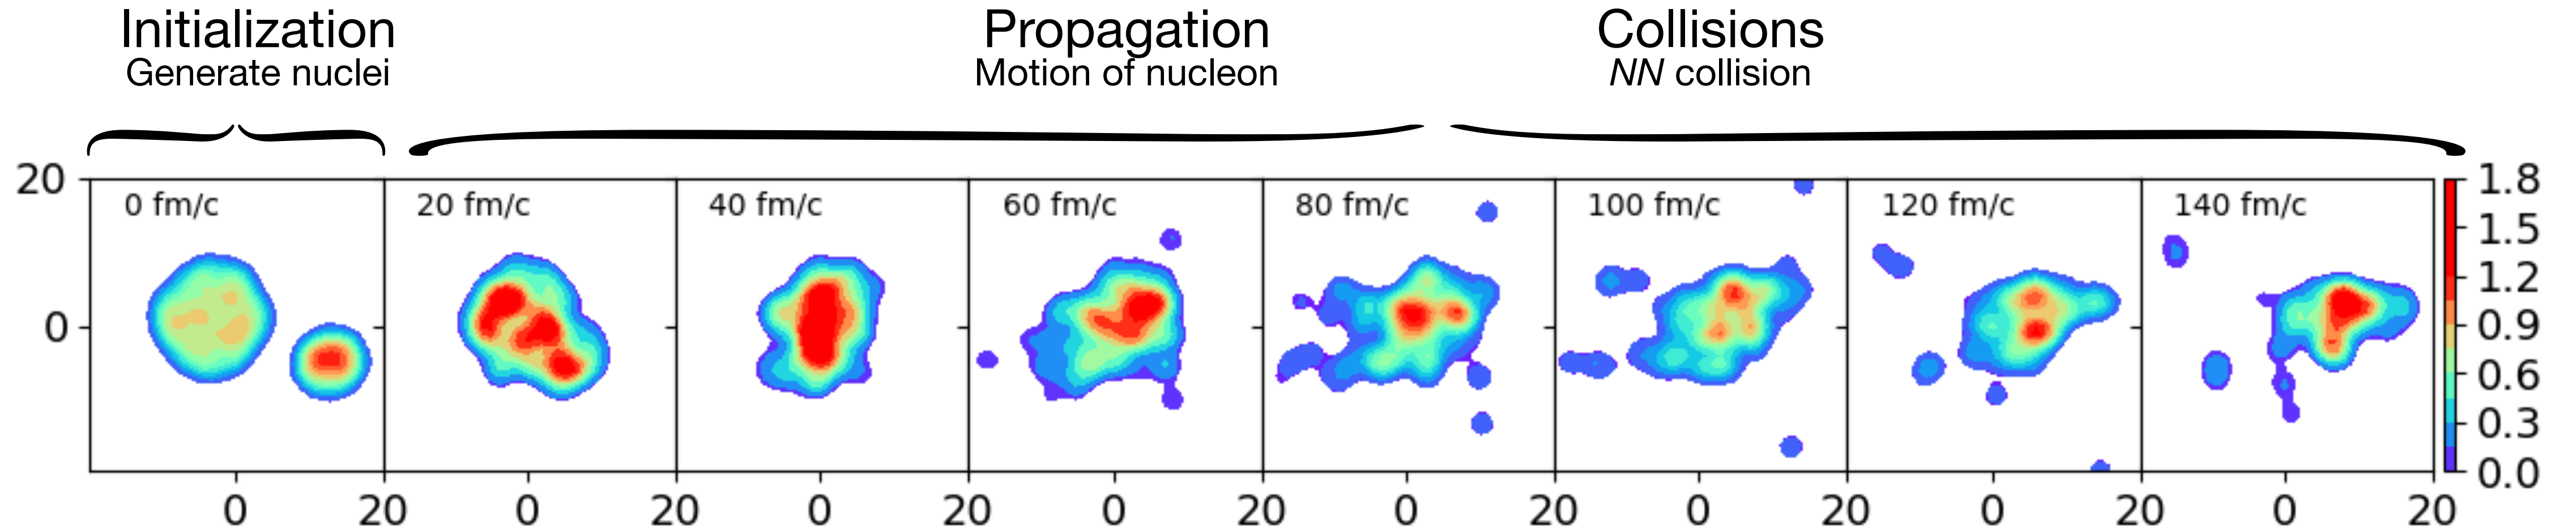 Initialization
Generate nuclei
Propagation
Motion of nucleon
Collisions
NN collision
20
0
0 fm/c
20 fm/c
40 fm/c
60 fm/c
80 fm/c
100 fm/c
120 fm/c
140 fm/c
1.8
1.5
1.2
0.9
0.6
0.3
0.0
0 20 0 20 0 20 0 20 0 20 0 20 0 20 0 20